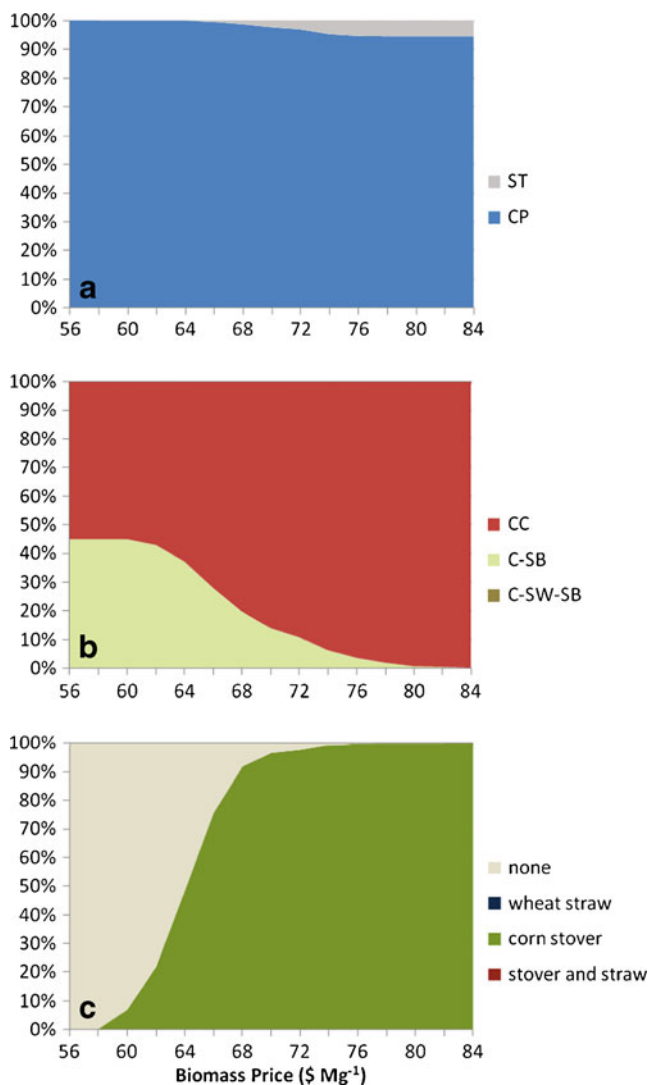 100%
90%
80%
70%
60%
50%
40%
30%
20%
10%
0%
ST
CP
a
56 60 64 68 72 76 80 84
100%
90%
80%
70%
60%
50%
40%
30%
20%
10%
0%
CC
C-SB
C-SW-SB
b
56 60 64 68 72 76 80 84
100%
90%
80%
70%
60%
50%
40%
30%
20%
10%
0%
none
wheat straw
corn stover
stover and straw
c
56 60 64 68 72 76 80 84
Biomass Price ($ Mg⁻¹)